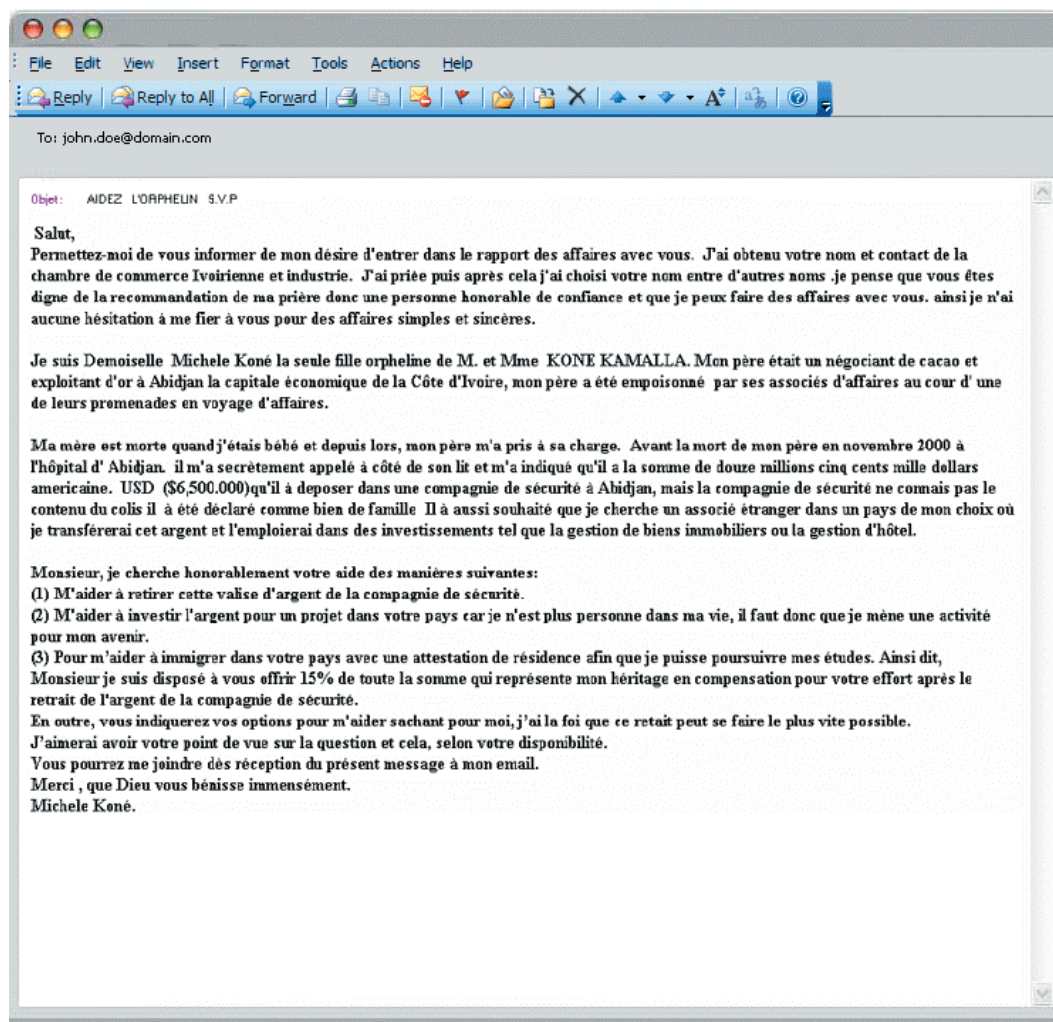 File Edit View Insert Format Tools Actions Help
Reply Reply to All Forward
To: john.doe@domain.com
Objet: AIDEZ L'ORPHELIN S.V.P
Salut,
Permettez-moi de vous informer de mon désire d'entrer dans le rapport des affaires avec vous. J'ai obtenu votre nom et contact de la
chambre de commerce Ivoirienne et industrie. J'ai priée puis après cela j'ai choisi votre nom entre d'autres noms .je pense que vous êtes
digne de la recommandation de ma prière donc une personne honorable de confiance et que je peux faire des affaires avec vous. ainsi je n'ai
aucune hésitation à me fier à vous pour des affaires simples et sincères.
Je suis Demoiselle Michele Koné la seule fille orpheline de M. et Mme KONE KAMALLA. Mon père était un négociant de cacao et
exploitant d'or à Abidjan la capitale économique de la Côte d'Ivoire, mon père a été empoisonné par ses associés d'affaires au cour d' une
de leurs promenades en voyage d'affaires.
Ma mère est morte quand j'étais bébé et depuis lors, mon père m'a pris à sa charge. Avant la mort de mon père en novembre 2000 à
l'hôpital d' Abidjan. il m'a secrètement appelé à côté de son lit et m'a indiqué qu'il a la somme de douze millions cinq cents mille dollars
americaine. USD ($6,500.000)qu'il à deposer dans une compagnie de sécurité à Abidjan, mais la compagnie de sécurité ne connais pas le
contenu du colis il à été déclaré comme bien de famille Il à aussi souhaité que je cherche un associé étranger dans un pays de mon choix où
je transférerai cet argent et l'emploierai dans des investissements tel que la gestion de biens immobiliers ou la gestion d'hôtel.
Monsieur, je cherche honorablement votre aide des manières suivantes:
(1) M'aider à retirer cette valise d'argent de la compagnie de sécurité.
(2) M'aider à investir l'argent pour un projet dans votre pays car je n'est plus personne dans ma vie, il faut donc que je mène une activité
pour mon avenir.
(3) Pour m'aider à immigrer dans votre pays avec une attestation de résidence afin que je puisse poursuivre mes études. Ainsi dit,
Monsieur je suis disposé à vous offrir 15% de toute la somme qui représente mon héritage en compensation pour votre effort après le
retrait de l'argent de la compagnie de sécurité.
En outre, vous indiquerez vos options pour m'aider sachant pour moi, j'ai la foi que ce retait peut se faire le plus vite possible.
J'aimerai avoir votre point de vue sur la question et cela, selon votre disponibilité.
Vous pourrez me joindre dès réception du présent message à mon email.
Merci , que Dieu vous bénisse immensément.
Michele Koné.